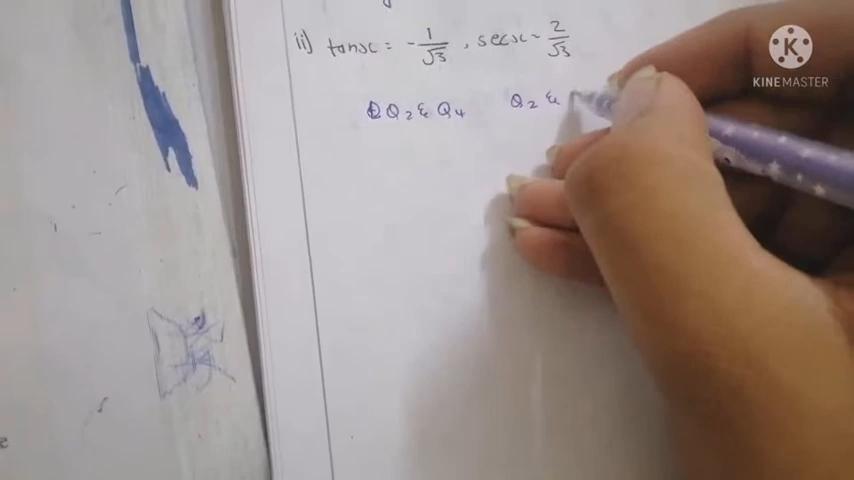 ii) tanx = - 1/√3 , secx = 2/√3
Q2 & Q4 Q2 &
KINEMASTER